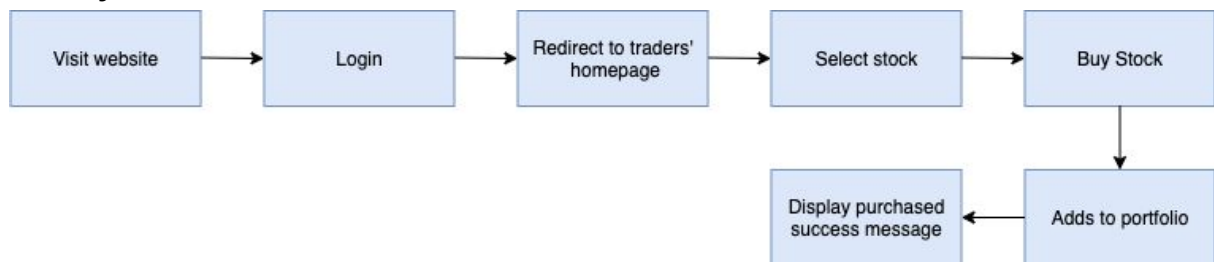 Visit website
Login
Redirect to traders'
homepage
Select stock
Buy Stock
Adds to portfolio
Display purchased
success message